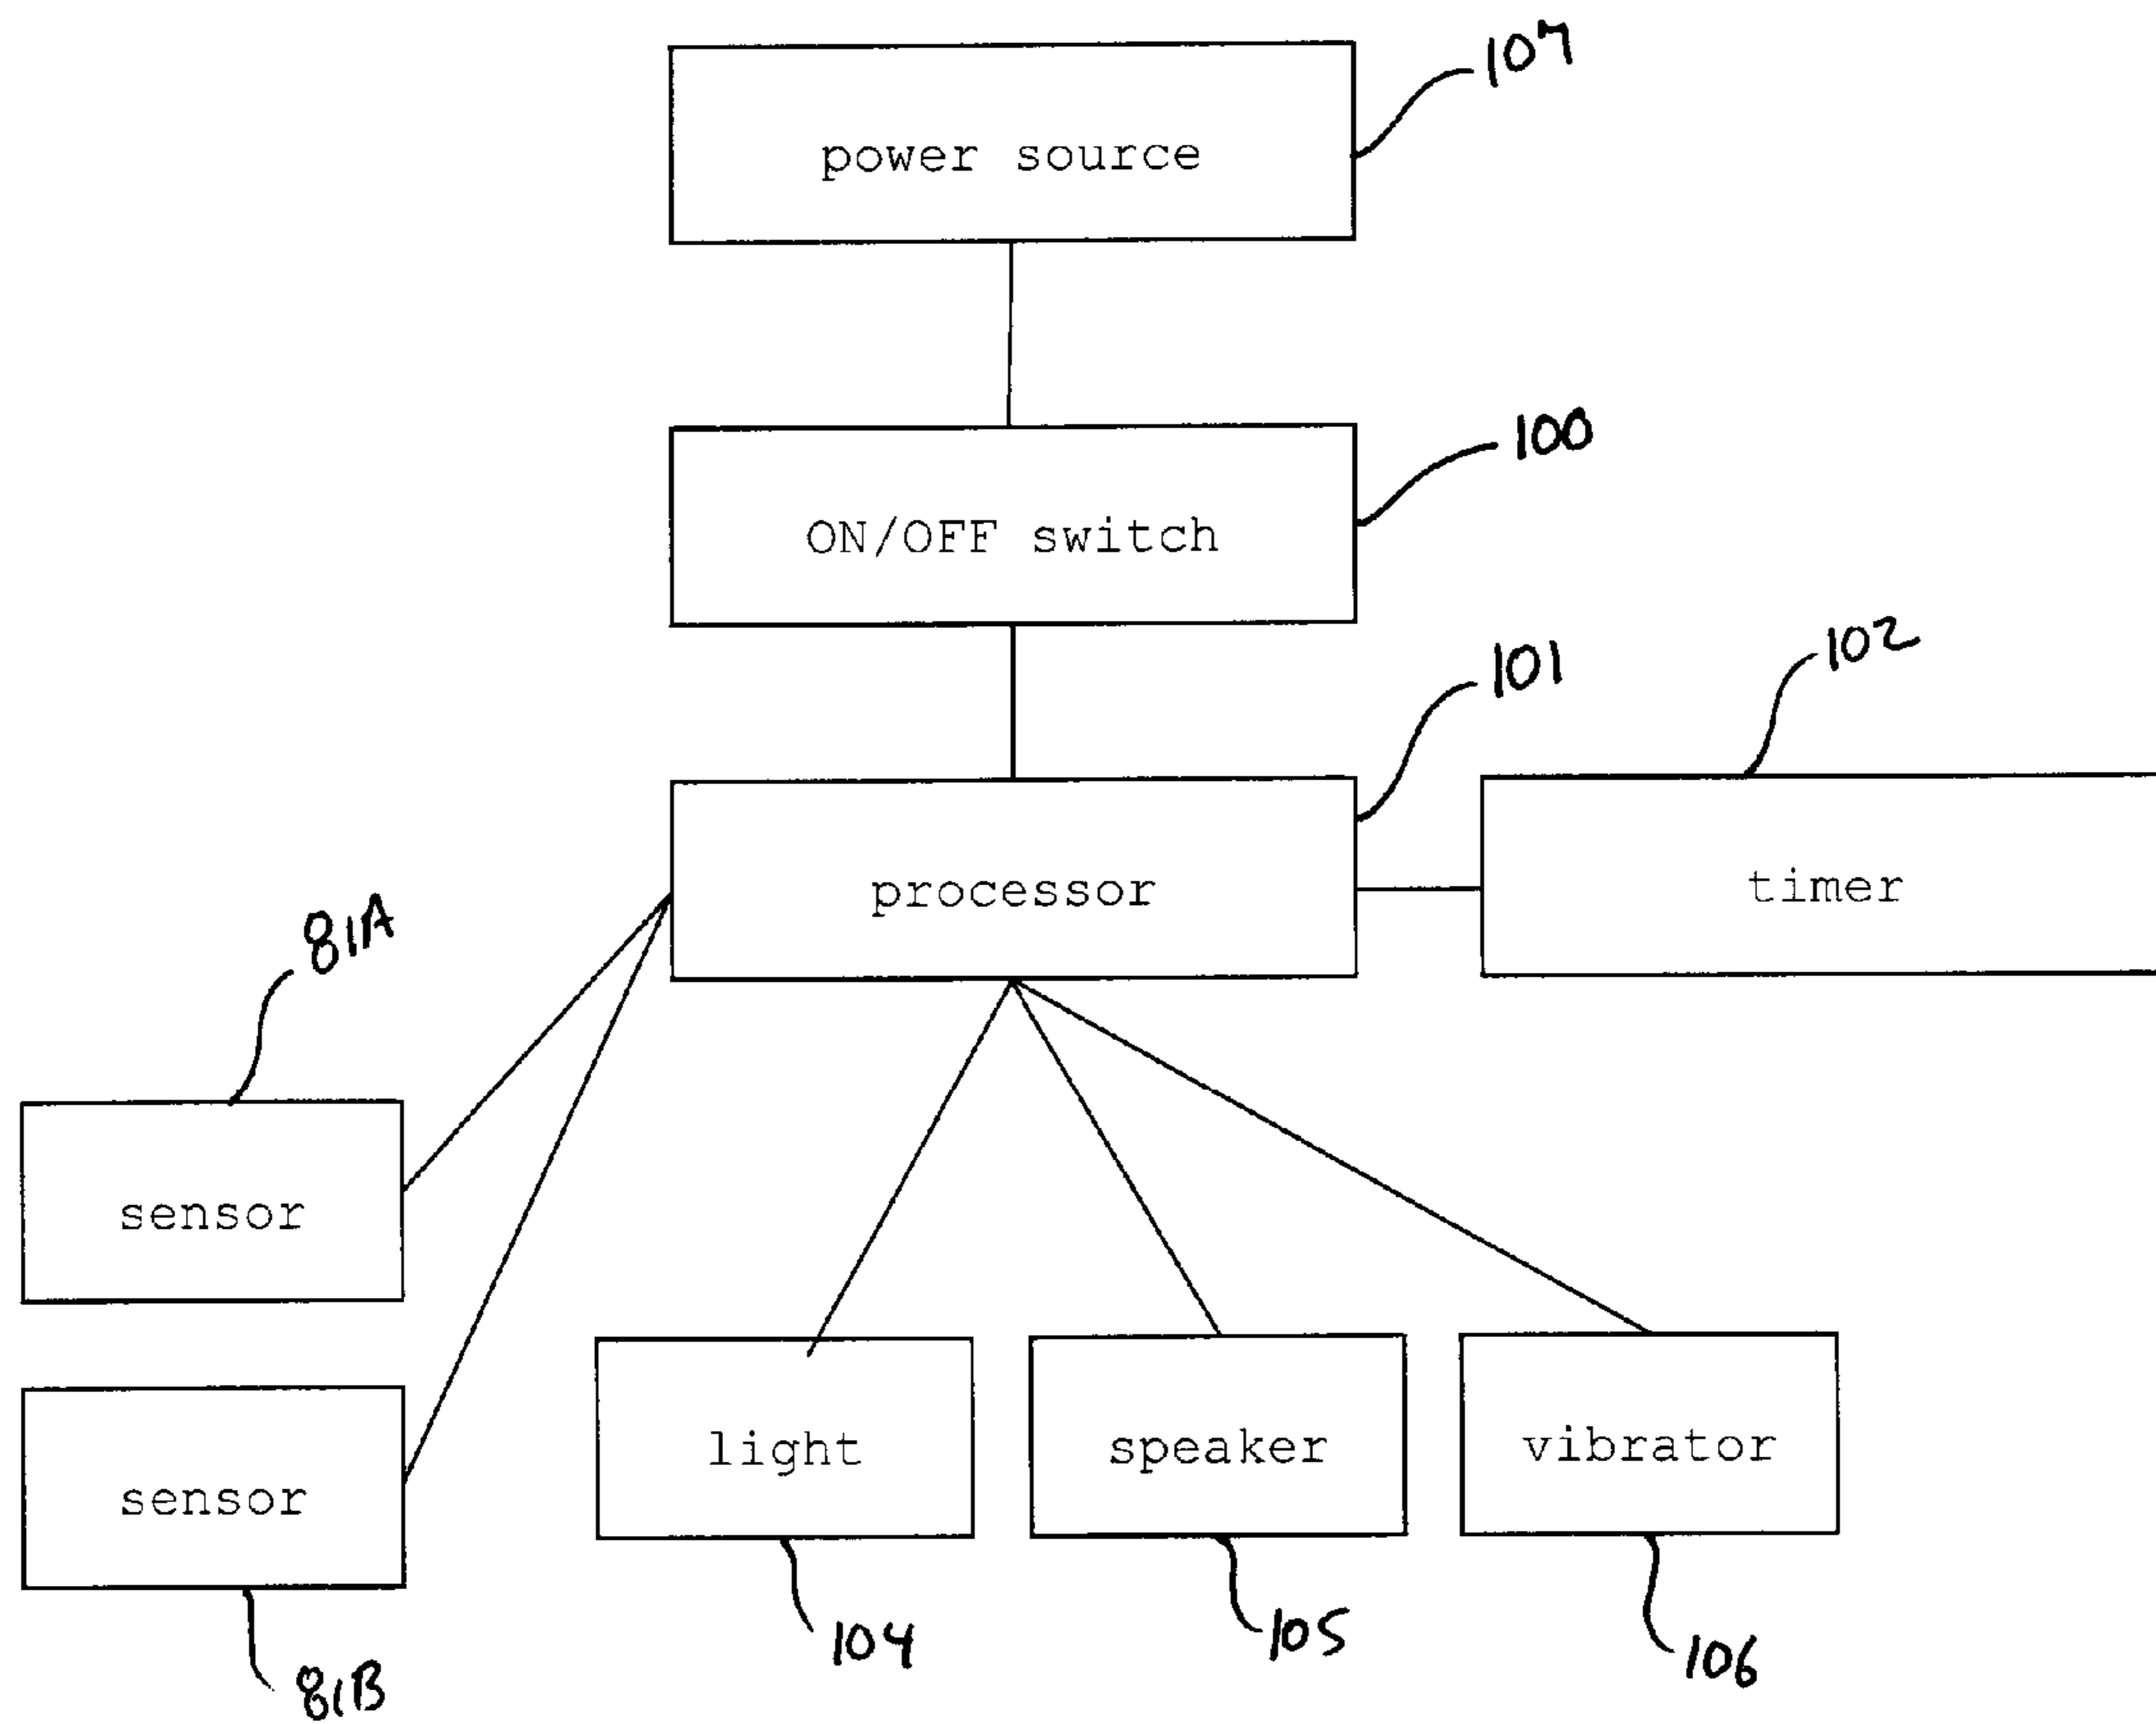 107
power source
100
ON/OFF switch
101
102
processor
timer
81A
sensor
light
speaker
vibrator
sensor
104
105
106
81B